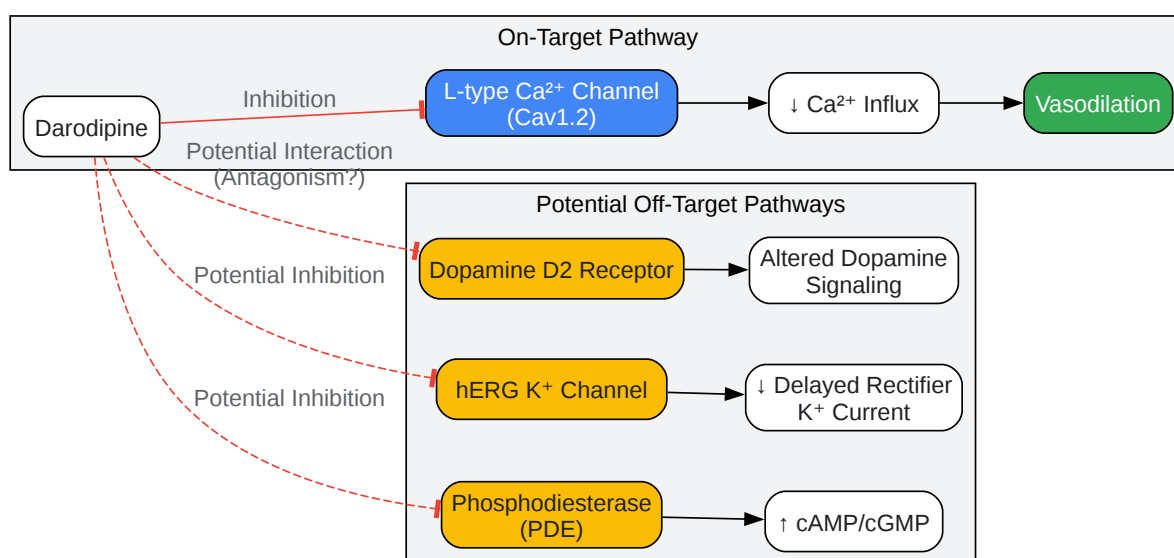 On-Target Pathway
Darodipine
Inhibition
L-type Ca²⁺ Channel
(Cav1.2)
↓ Ca²⁺ Influx
Vasodilation
Potential Interaction
(Antagonism?)
Potential Off-Target Pathways
Dopamine D2 Receptor
Altered Dopamine
Signaling
Potential Inhibition
hERG K⁺ Channel
↓ Delayed Rectifier
K⁺ Current
Potential Inhibition
Phosphodiesterase
(PDE)
↑ cAMP/cGMP